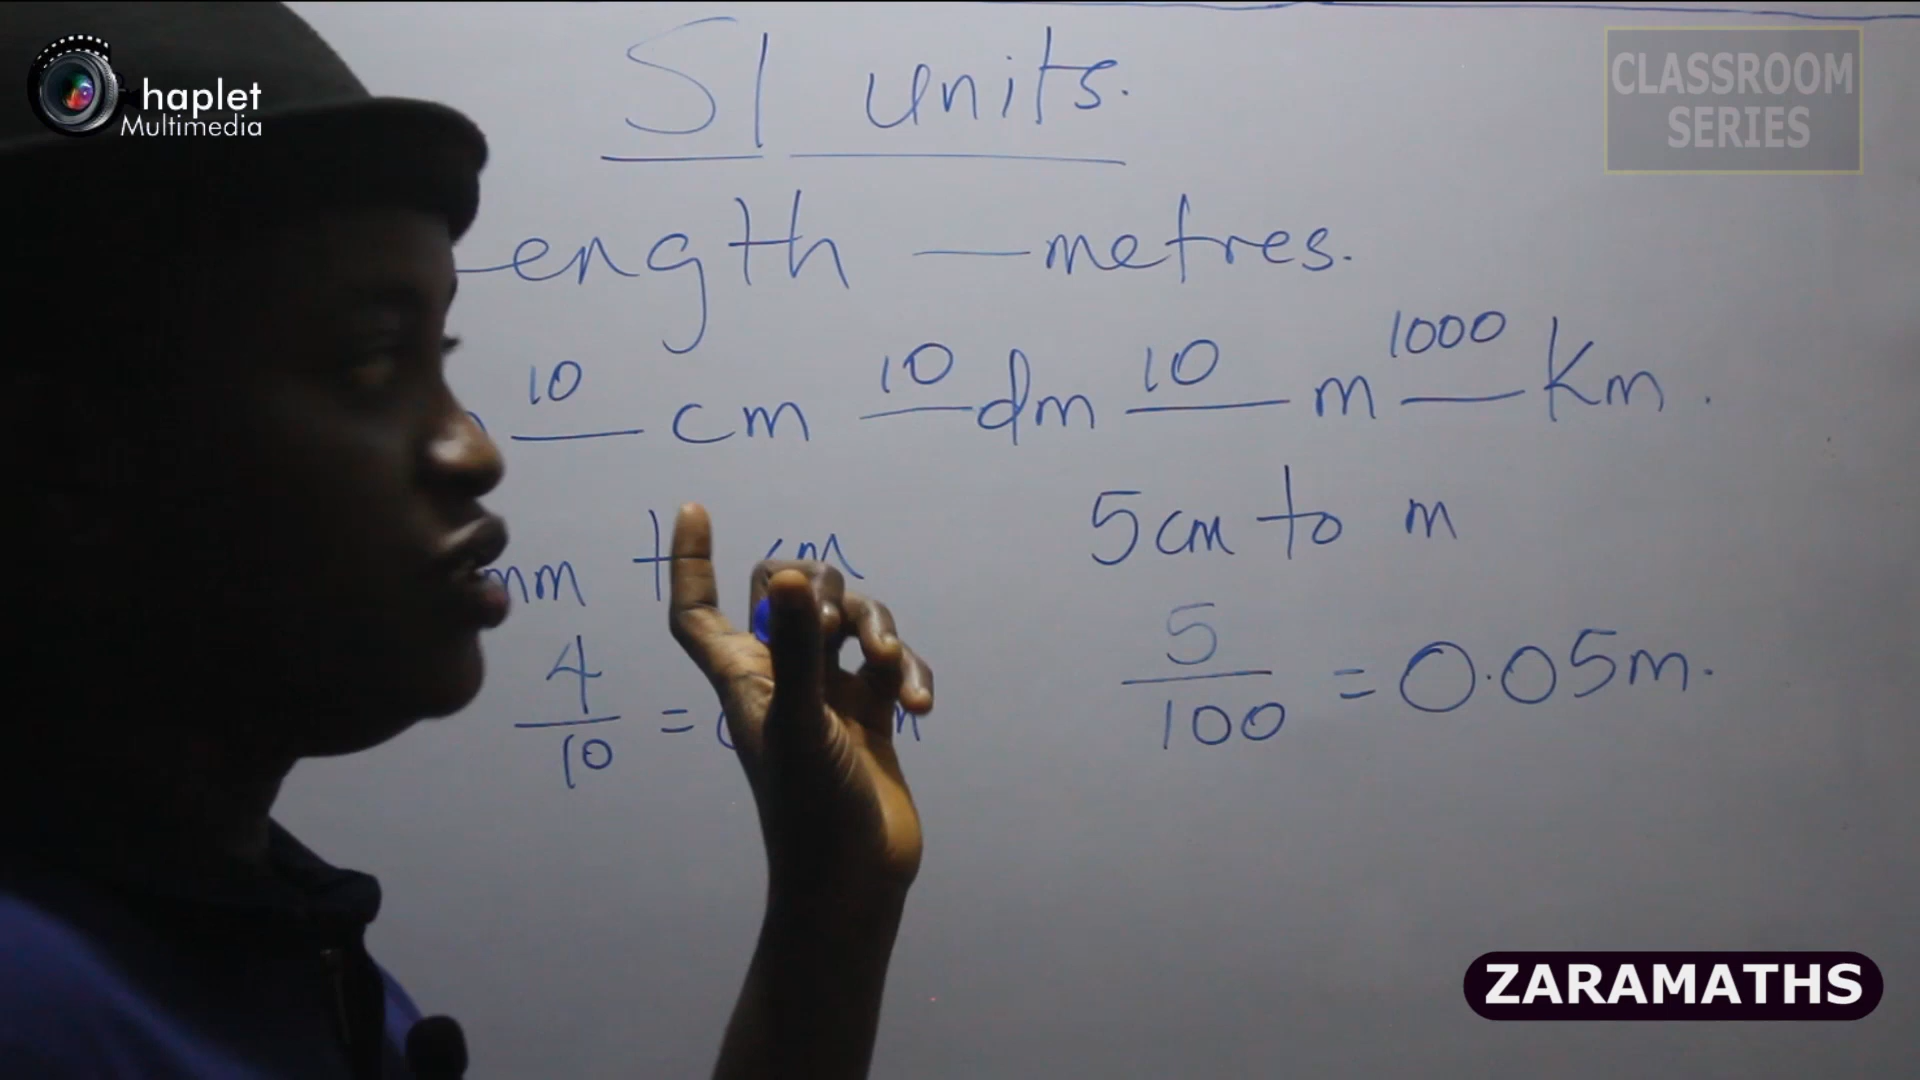 haplet
Multimedia
CLASSROOM
SERIES
SI units.
ength — metres.
10 cm 10 dm 10 m 1000 Km.
mm cm
4/10 =
5cm to m
5/100 = 0.05m.
ZARAMATHS